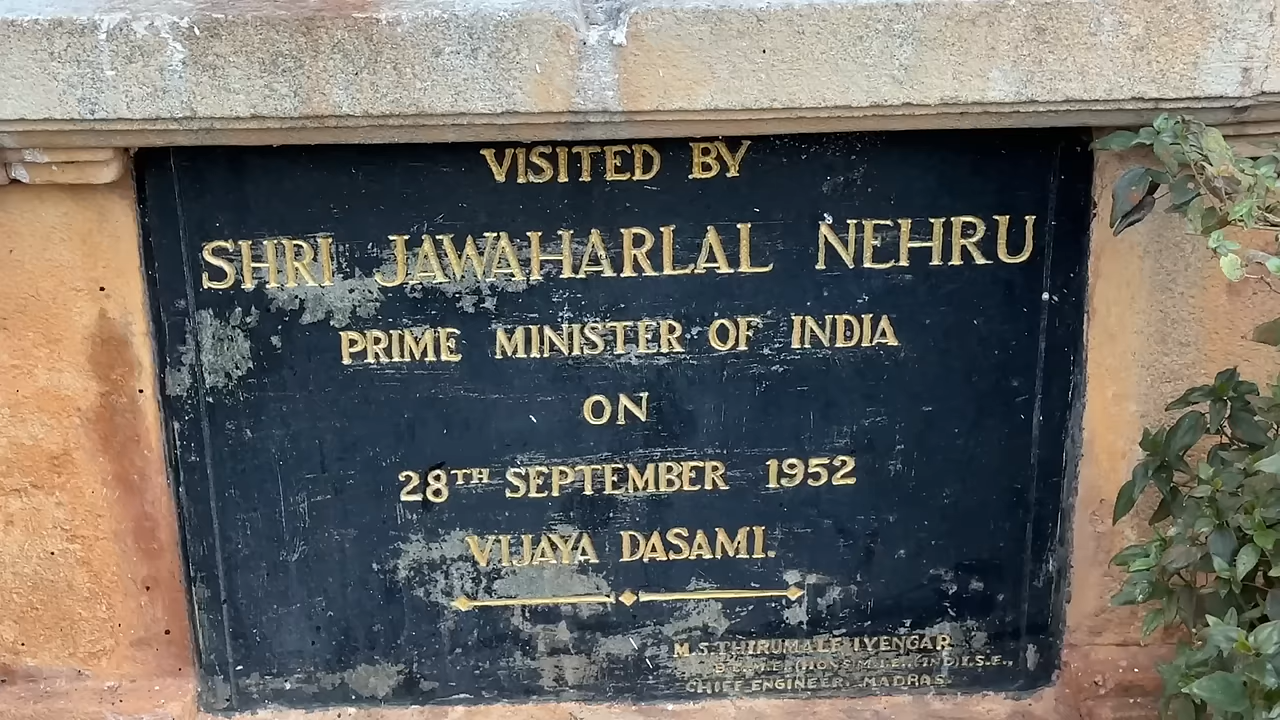 VISITED BY
SHRI JAWAHARLAL NEHRU
PRIME MINISTER OF INDIA
ON
28TH SEPTEMBER 1952
VIJAYA DASAMI.
M.S. THIRUMALE IYENGAR
CHIEF ENGINEER, MADRAS